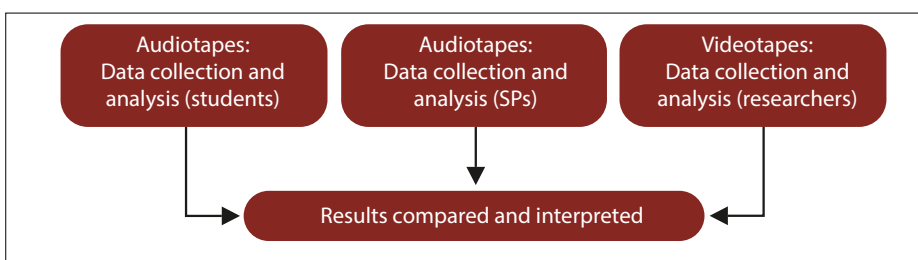 Audiotapes:
Data collection and
analysis (students)
Audiotapes:
Data collection and
analysis (SPs)
Videotapes:
Data collection and
analysis (researchers)
Results compared and interpreted